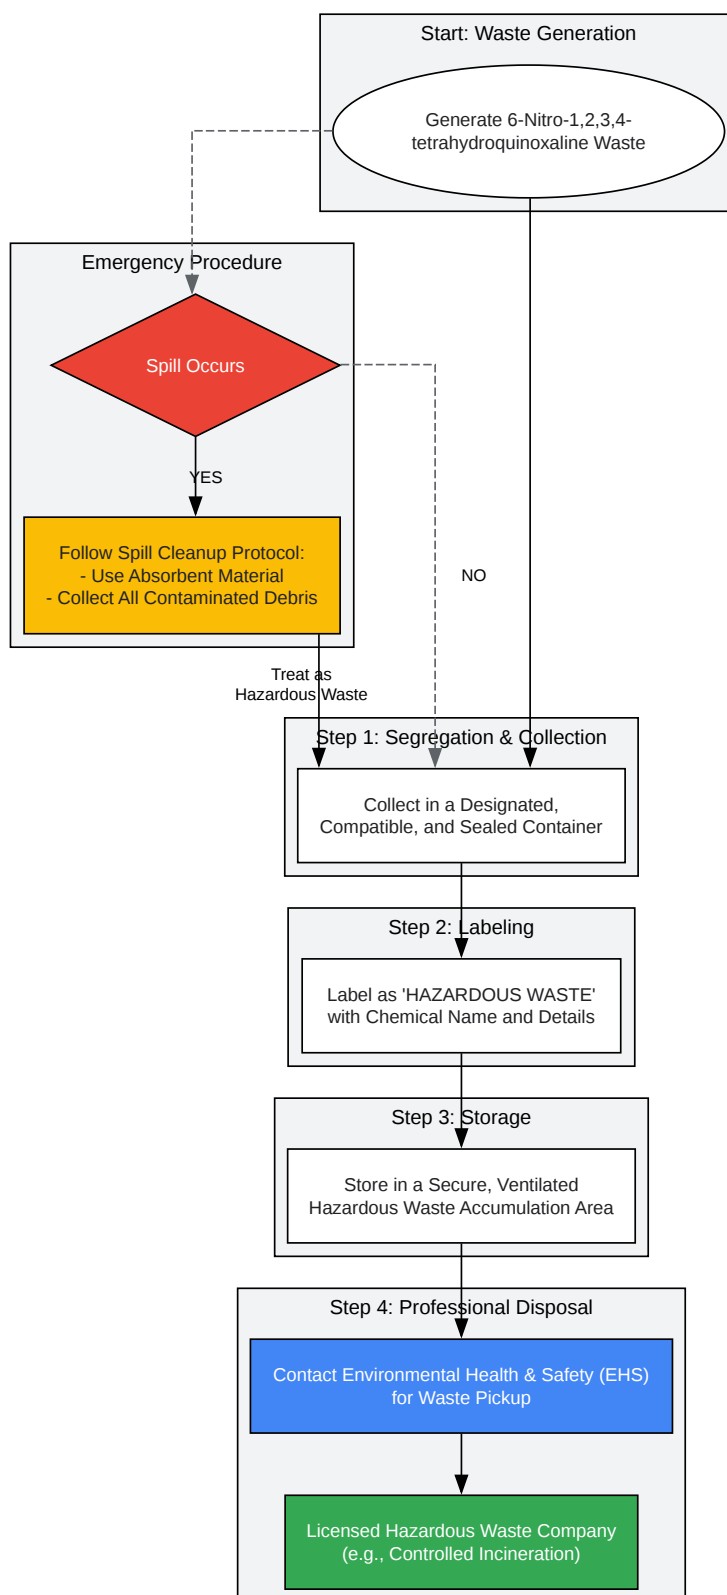 Start: Waste Generation
Generate 6-Nitro-1,2,3,4-
tetrahydroquinoxaline Waste
Emergency Procedure
Spill Occurs
YES
Follow Spill Cleanup Protocol:
- Use Absorbent Material
- Collect All Contaminated Debris
NO
Treat as
Hazardous Waste
Step 1: Segregation & Collection
Collect in a Designated,
Compatible, and Sealed Container
Step 2: Labeling
Label as 'HAZARDOUS WASTE'
with Chemical Name and Details
Step 3: Storage
Store in a Secure, Ventilated
Hazardous Waste Accumulation Area
Step 4: Professional Disposal
Contact Environmental Health & Safety (EHS)
for Waste Pickup
Licensed Hazardous Waste Company
(e.g., Controlled Incineration)